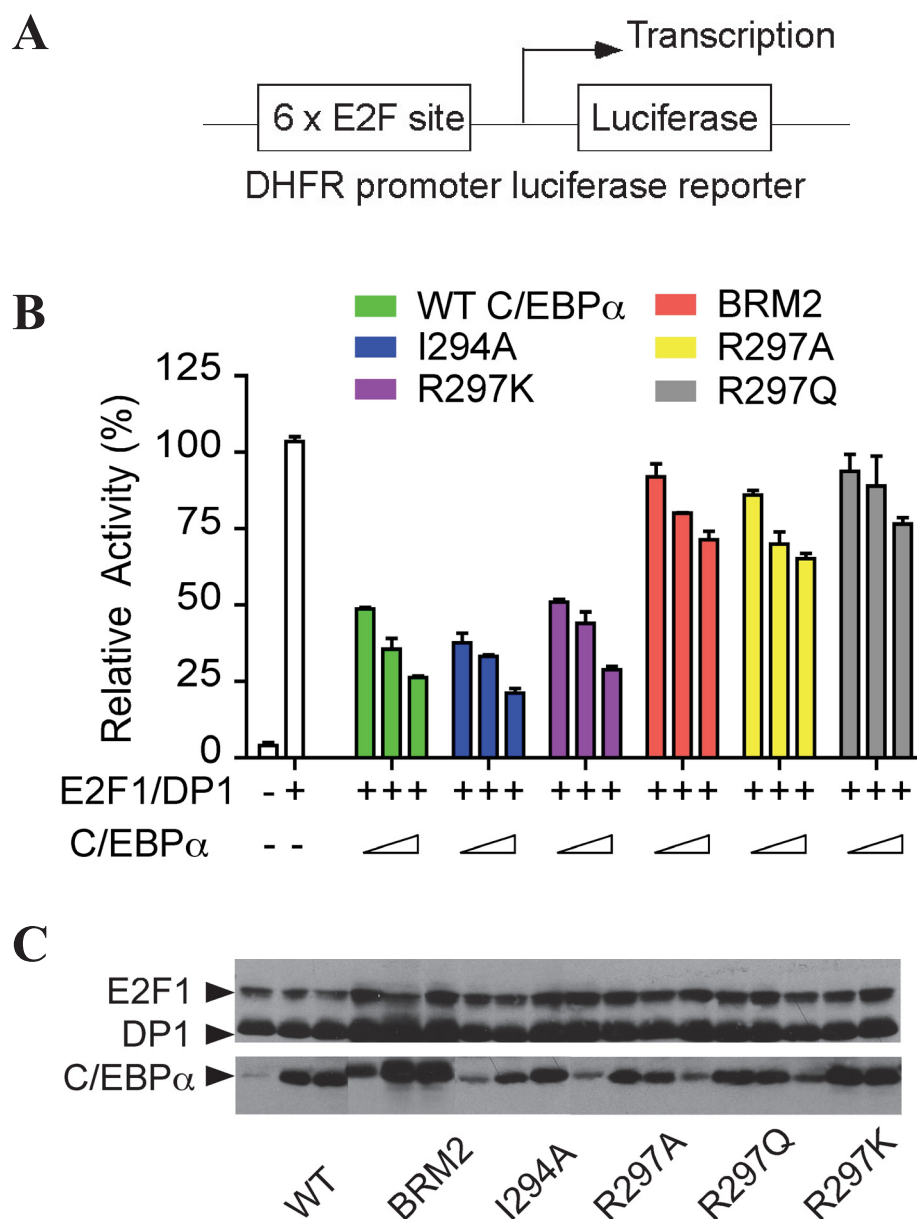 A
Transcription
6 x E2F site
Luciferase
DHFR promoter luciferase reporter
B
WT C/EBPα
BRM2
I294A
R297A
R297K
R297Q
Relative Activity (%)
125
100
75
50
25
0
E2F1/DP1 - + + + + + + + + + + + + + + + + + + +
C/EBPα - -
C
E2F1
DP1
C/EBPα
WT BRM2 I294A R297A R297Q R297K